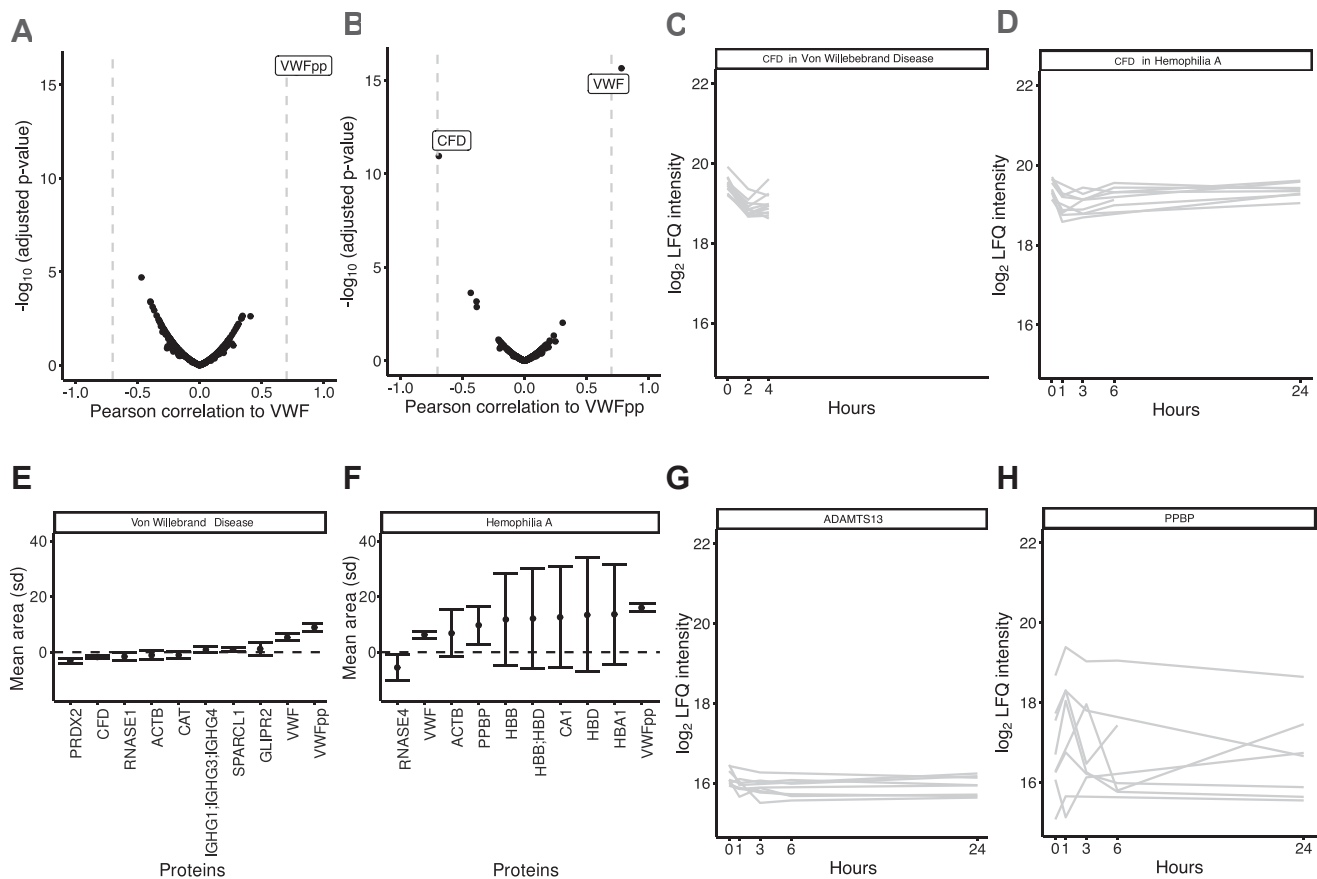 A
VWFpp
15
10
5
0
-1.0 -0.5 0.0 0.5 1.0
-log10 (adjusted p-value)
Pearson correlation to VWF
B
VWF
CFD
15
10
5
0
-1.0 -0.5 0.0 0.5 1.0
-log10 (adjusted p-value)
Pearson correlation to VWFpp
C
CFD in Von Willebebrand Disease
22
20
18
16
0 2 4
log2 LFQ intensity
Hours
D
CFD in Hemophilia A
22
20
18
16
0 1 3 6 24
log2 LFQ intensity
Hours
E
Von Willebrand Disease
40
20
0
Mean area (sd)
PRDX2
CFD
RNASE1
ACTB
CAT
IGHG1;IGHG3;IGHG4
SPARCL1
GLIPR2
VWF
VWFpp
Proteins
F
Hemophilia A
40
20
0
Mean area (sd)
RNASE4
VWF
ACTB
PPBP
HBB
HBB;HBD
CA1
HBD
HBA1
VWFpp
Proteins
G
ADAMTS13
22
20
18
16
0 1 3 6 24
log2 LFQ intensity
Hours
H
PPBP
22
20
18
16
0 1 3 6 24
log2 LFQ intensity
Hours